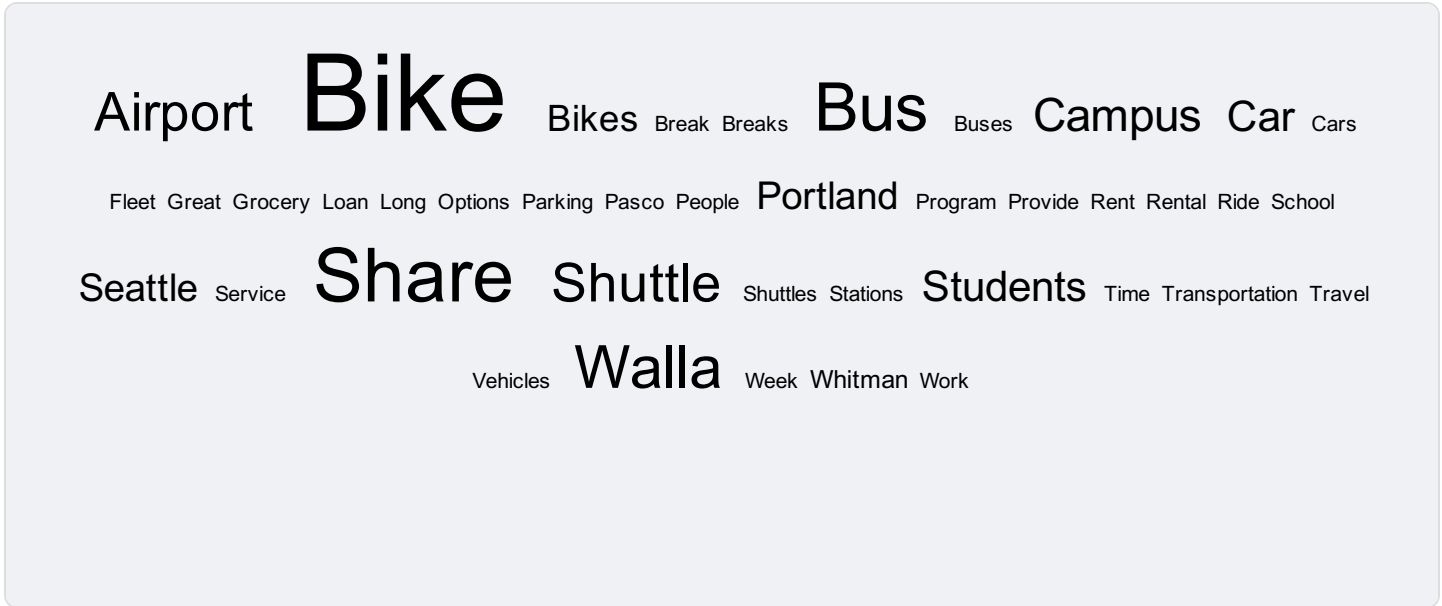 Airport Bike Bikes Break Breaks Bus Buses Campus Car Cars
Fleet Great Grocery Loan Long Options Parking Pasco People Portland Program Provide Rent Rental Ride School
Seattle Service Share Shuttle Shuttles Stations Students Time Transportation Travel
Vehicles Walla Week Whitman Work